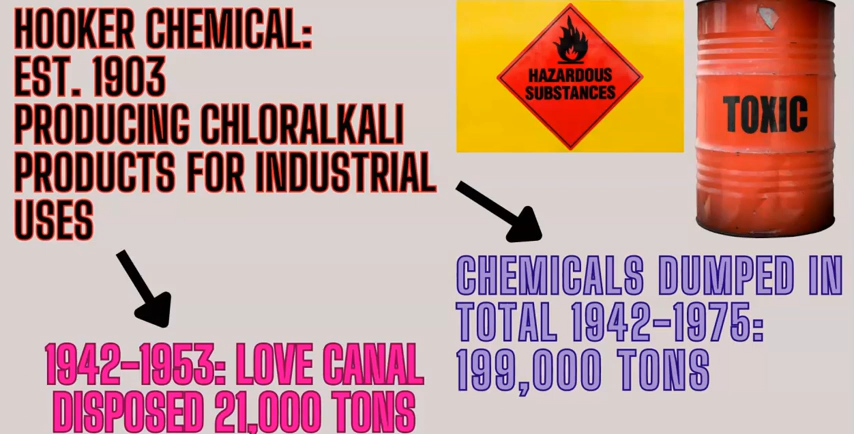 HOOKER CHEMICAL:
EST. 1903
PRODUCING CHLORALKALI
PRODUCTS FOR INDUSTRIAL
USES
HAZARDOUS
SUBSTANCES
TOXIC
CHEMICALS DUMPED IN
TOTAL 1942-1975:
199,000 TONS
1942-1953: LOVE CANAL
DISPOSED 21,000 TONS